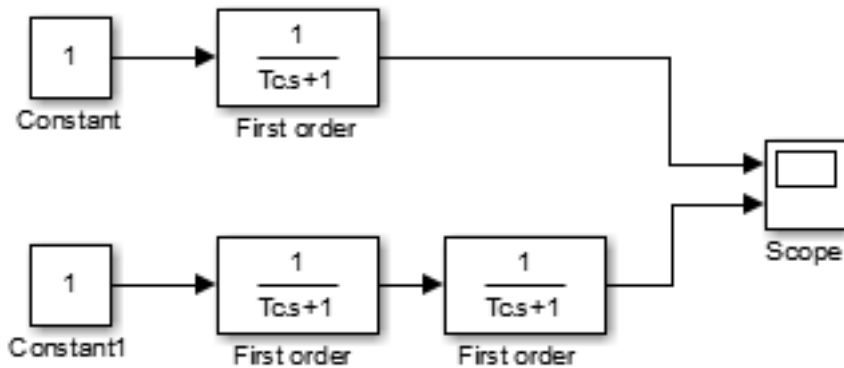 1
Constant
1
Tc.s+1
First order
Scope
1
Constant1
1
Tc.s+1
First order
1
Tc.s+1
First order